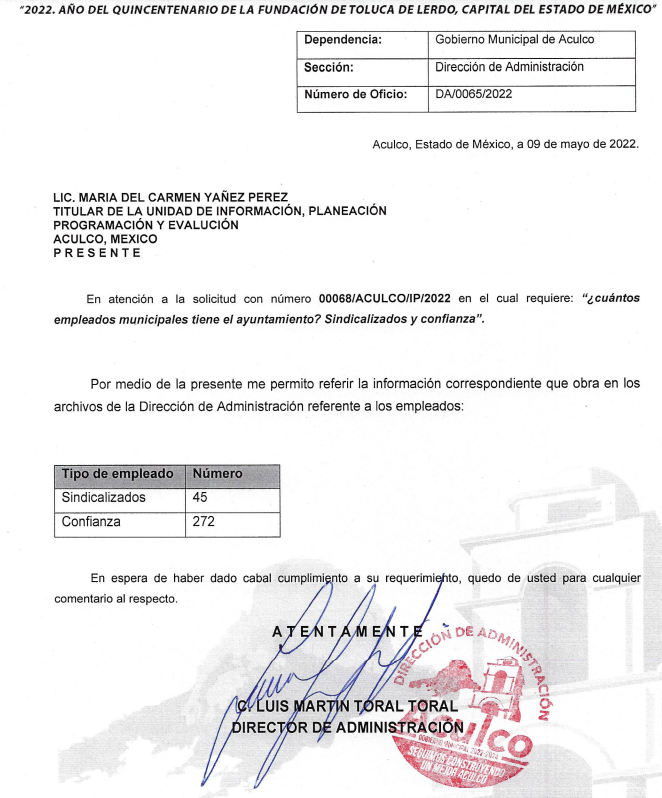 "2022. AÑO DEL QUINCENTENARIO DE LA FUNDACIÓN DE TOLUCA DE LERDO, CAPITAL DEL ESTADO DE MÉXICO"
Dependencia: Gobierno Municipal de Aculco
Sección: Dirección de Administración
Número de Oficio: DA/0065/2022
Aculco, Estado de México, a 09 de mayo de 2022.
LIC. MARIA DEL CARMEN YAÑEZ PEREZ
TITULAR DE LA UNIDAD DE INFORMACIÓN, PLANEACIÓN
PROGRAMACIÓN Y EVALUCIÓN
ACULCO, MEXICO
P R E S E N T E
En atención a la solicitud con número 00068/ACULCO/IP/2022 en el cual requiere: "¿cuántos
empleados municipales tiene el ayuntamiento? Sindicalizados y confianza".
Por medio de la presente me permito referir la información correspondiente que obra en los
archivos de la Dirección de Administración referente a los empleados:
Tipo de empleado Número
Sindicalizados 45
Confianza 272
En espera de haber dado cabal cumplimiento a su requerimiento, quedo de usted para cualquier
comentario al respecto.
A T E N T A M E N T E
C. LUIS MARTIN TORAL TORAL
DIRECTOR DE ADMINISTRACIÓN
DIRECCIÓN DE ADMINISTRACIÓN
Aculco
GOBIERNO MUNICIPAL 2022-2024
SEGUIMOS CONSTRUYENDO
UN MEJOR ACULCO